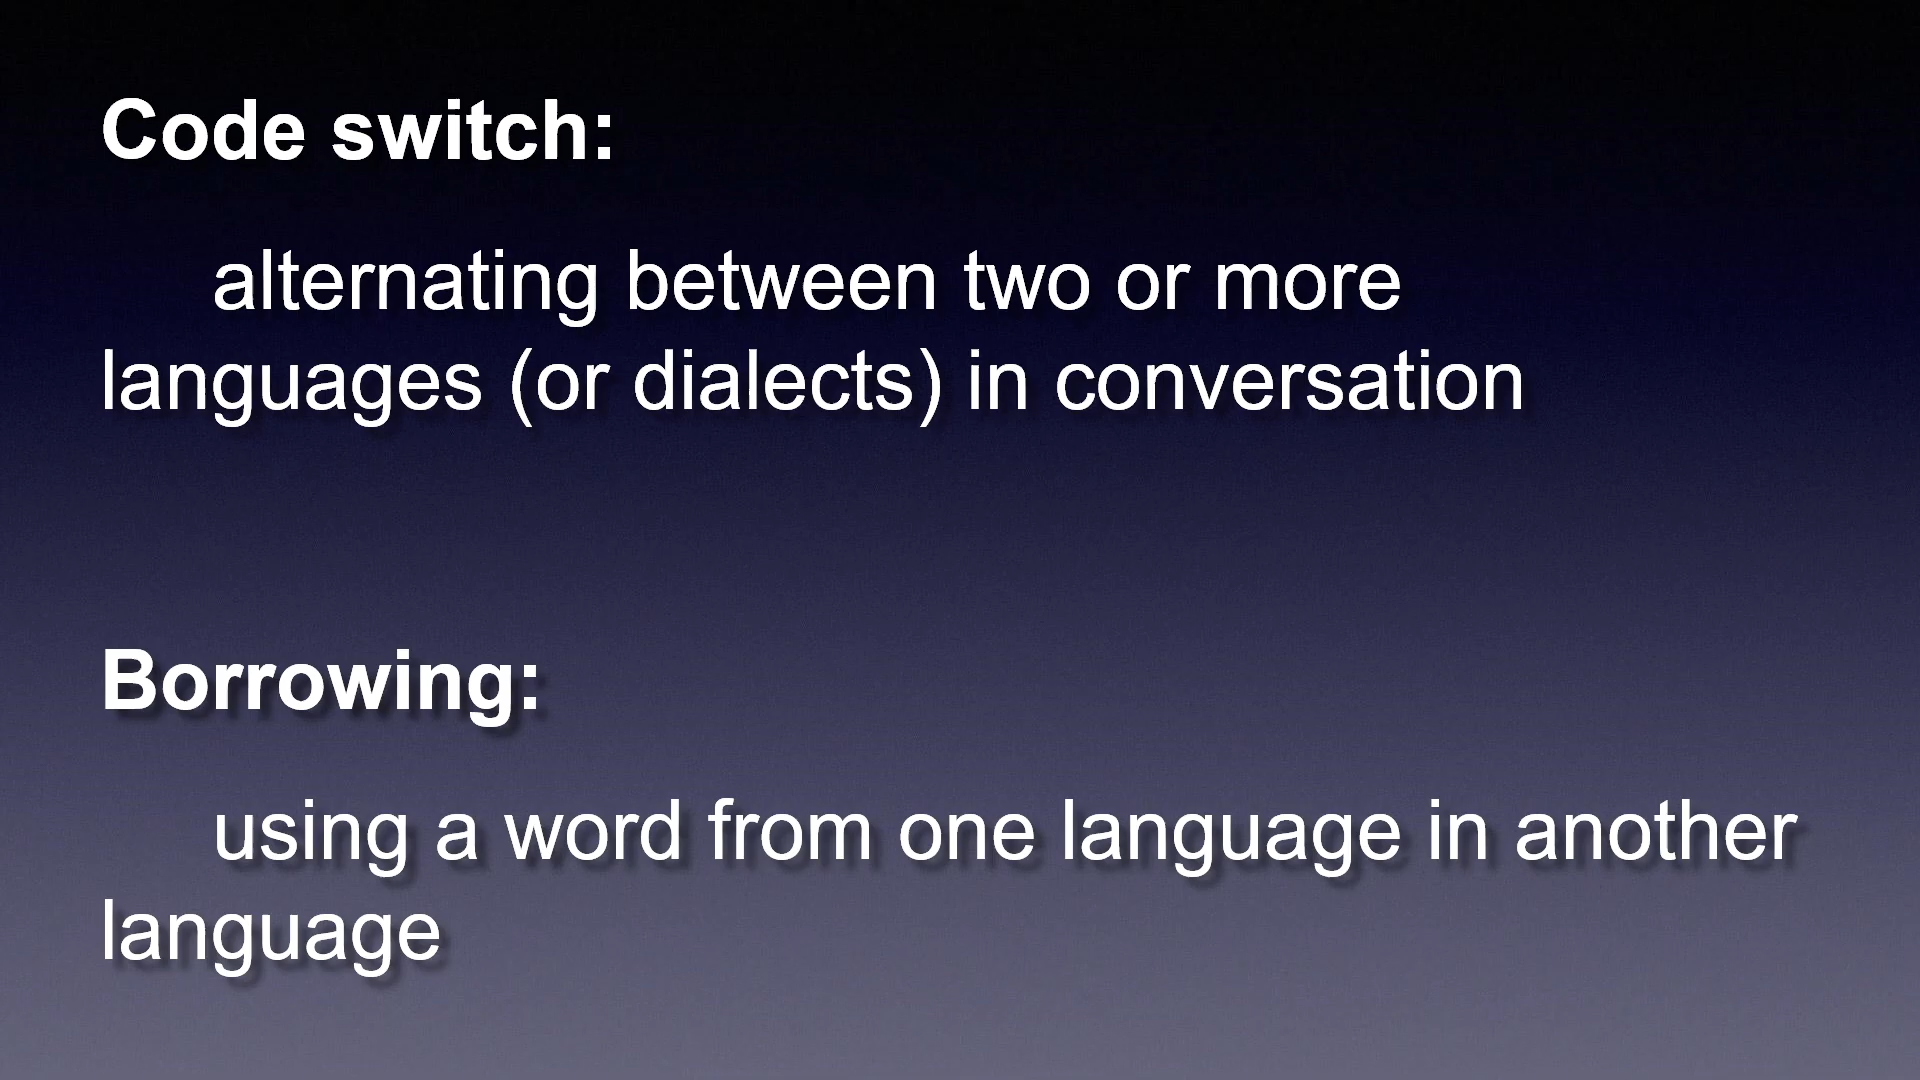 Code switch:
alternating between two or more
languages (or dialects) in conversation
Borrowing:
using a word from one language in another
language